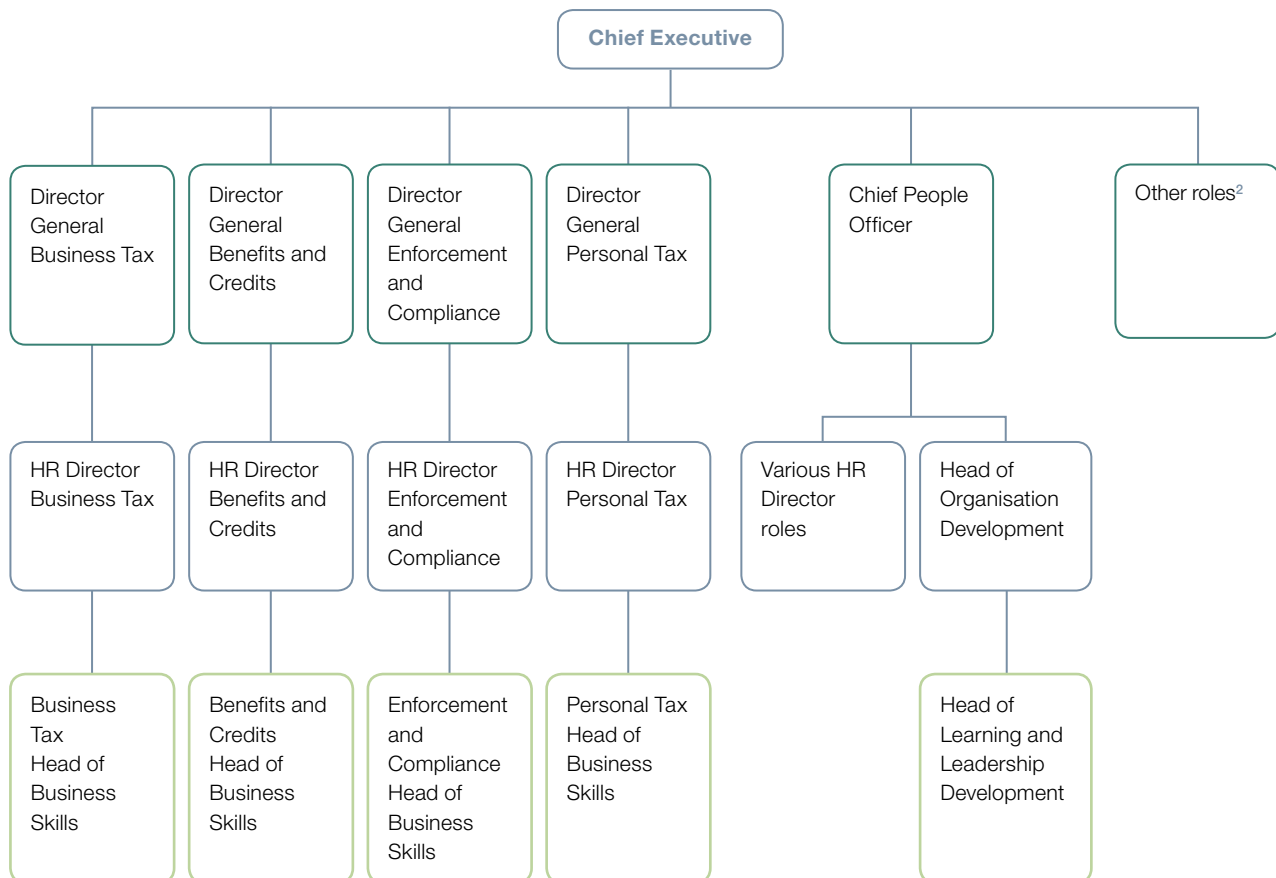 Chief Executive
Director
General
Business Tax
Director
General
Benefits and
Credits
Director
General
Enforcement
and
Compliance
Director
General
Personal Tax
Chief People
Officer
Other roles2
HR Director
Business Tax
HR Director
Benefits and
Credits
HR Director
Enforcement
and
Compliance
HR Director
Personal Tax
Various HR
Director
roles
Head of
Organisation
Development
Business
Tax
Head of
Business
Skills
Benefits and
Credits
Head of
Business
Skills
Enforcement
and
Compliance
Head of
Business
Skills
Personal Tax
Head of
Business
Skills
Head of
Learning and
Leadership
Development